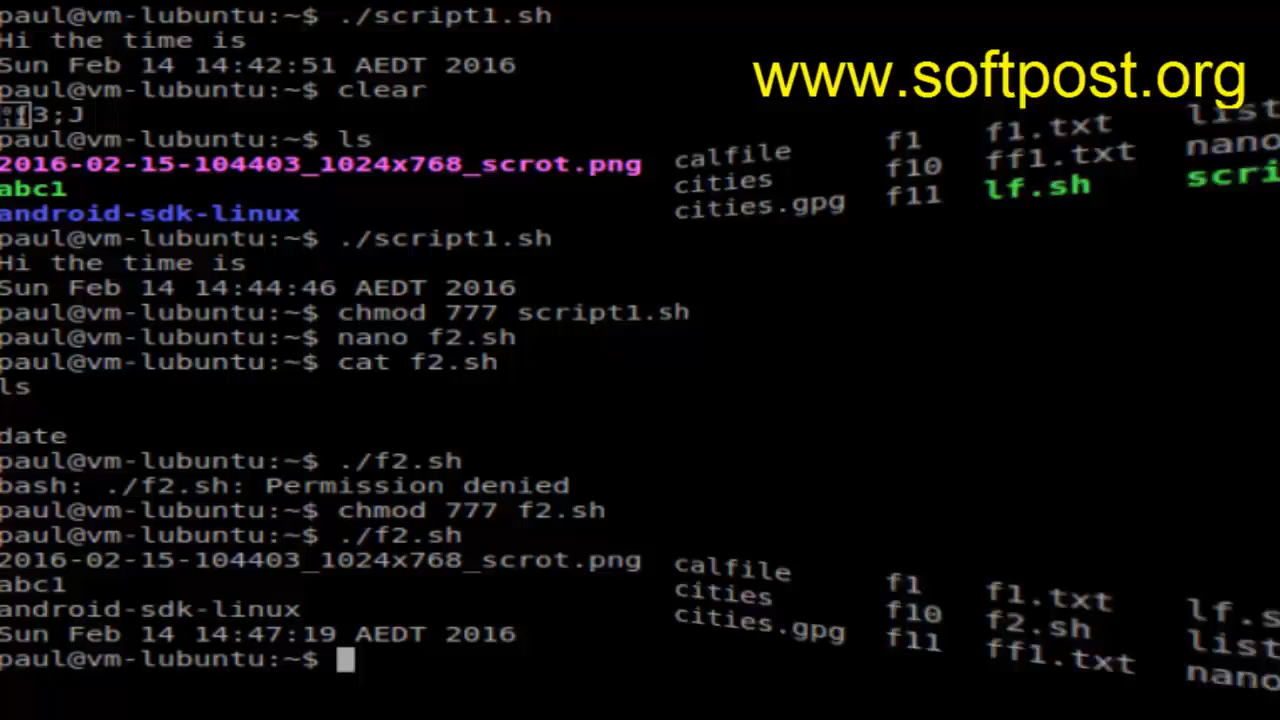 paul@vm-lubuntu:~$ ./script1.sh
Hi the time is
Sun Feb 14 14:42:51 AEDT 2016
www.softpost.org
paul@vm-lubuntu:~$ clear
3;J
paul@vm-lubuntu:~$ ls
2016-02-15-104403_1024x768_scrot.png calfile f1 f1.txt list
abc1 cities f10 ff1.txt nano
android-sdk-linux cities.gpg f11 lf.sh scri
paul@vm-lubuntu:~$ ./script1.sh
Hi the time is
Sun Feb 14 14:44:46 AEDT 2016
paul@vm-lubuntu:~$ chmod 777 script1.sh
paul@vm-lubuntu:~$ nano f2.sh
paul@vm-lubuntu:~$ cat f2.sh
ls
date
paul@vm-lubuntu:~$ ./f2.sh
bash: ./f2.sh: Permission denied
paul@vm-lubuntu:~$ chmod 777 f2.sh
paul@vm-lubuntu:~$ ./f2.sh
2016-02-15-104403_1024x768_scrot.png calfile f1 f1.txt lf.s
abc1 cities f10 f2.sh list
android-sdk-linux cities.gpg f11 ff1.txt nano
Sun Feb 14 14:47:19 AEDT 2016
paul@vm-lubuntu:~$